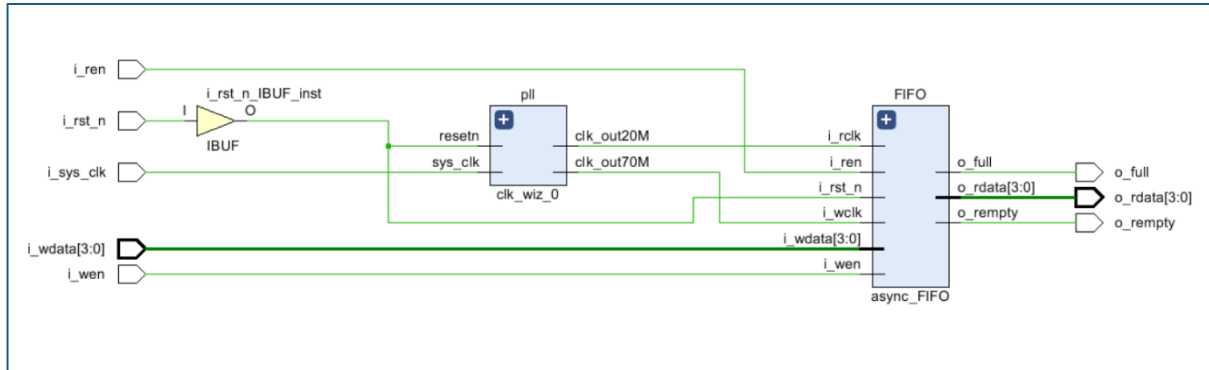 i_ren
i_rst_n
i_sys_clk
i_wdata[3:0]
i_wen
i_rst_n_IBUF_inst
I
O
IBUF
pll
resetn
sys_clk
clk_out20M
clk_out70M
clk_wiz_0
FIFO
i_rclk
i_ren
i_rst_n
i_wclk
i_wdata[3:0]
i_wen
o_full
o_rdata[3:0]
o_rempty
async_FIFO
o_full
o_rdata[3:0]
o_rempty